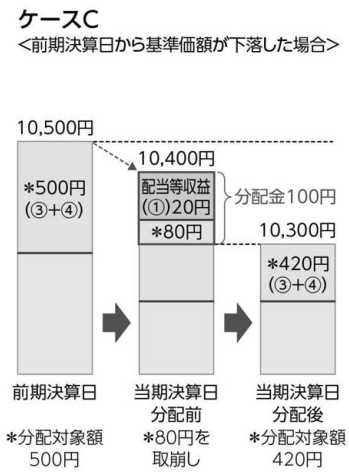 ケースC
<前期決算日から基準価額が下落した場合>
10,500円
*500円
(③+④)
10,400円
配当等収益
(①)20円
*80円
分配金100円
10,300円
*420円
(③+④)
前期決算日
当期決算日
分配前
当期決算日
分配後
*分配対象額
500円
*80円を
取崩し
*分配対象額
420円